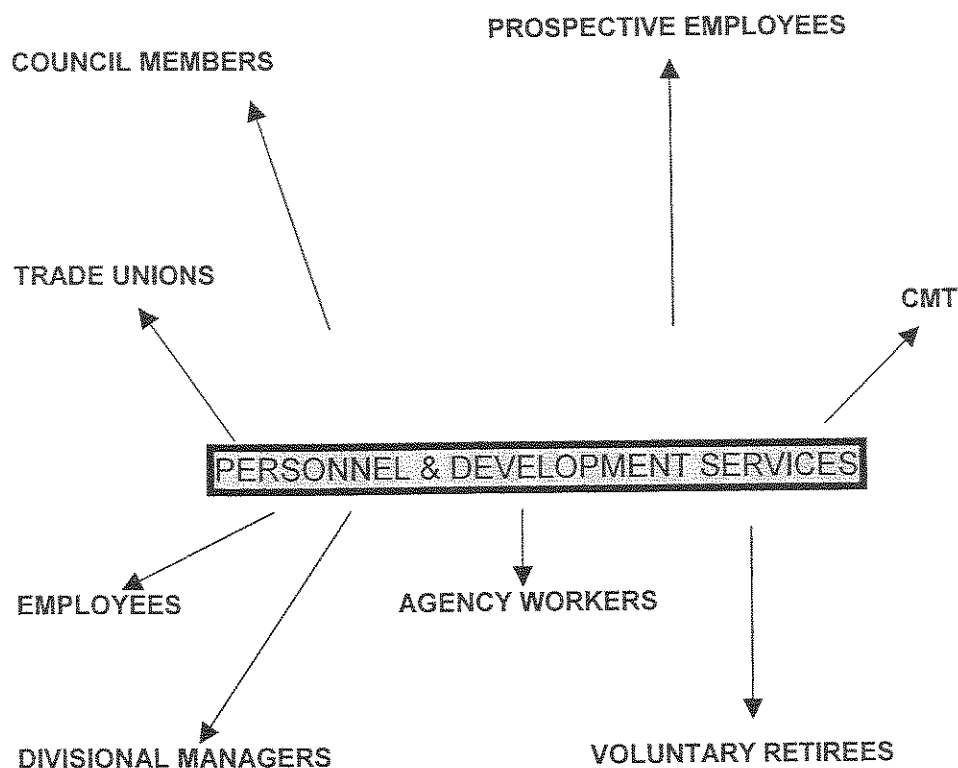 PROSPECTIVE EMPLOYEES
COUNCIL MEMBERS
TRADE UNIONS
CMT
PERSONNEL & DEVELOPMENT SERVICES
EMPLOYEES
AGENCY WORKERS
DIVISIONAL MANAGERS
VOLUNTARY RETIREES